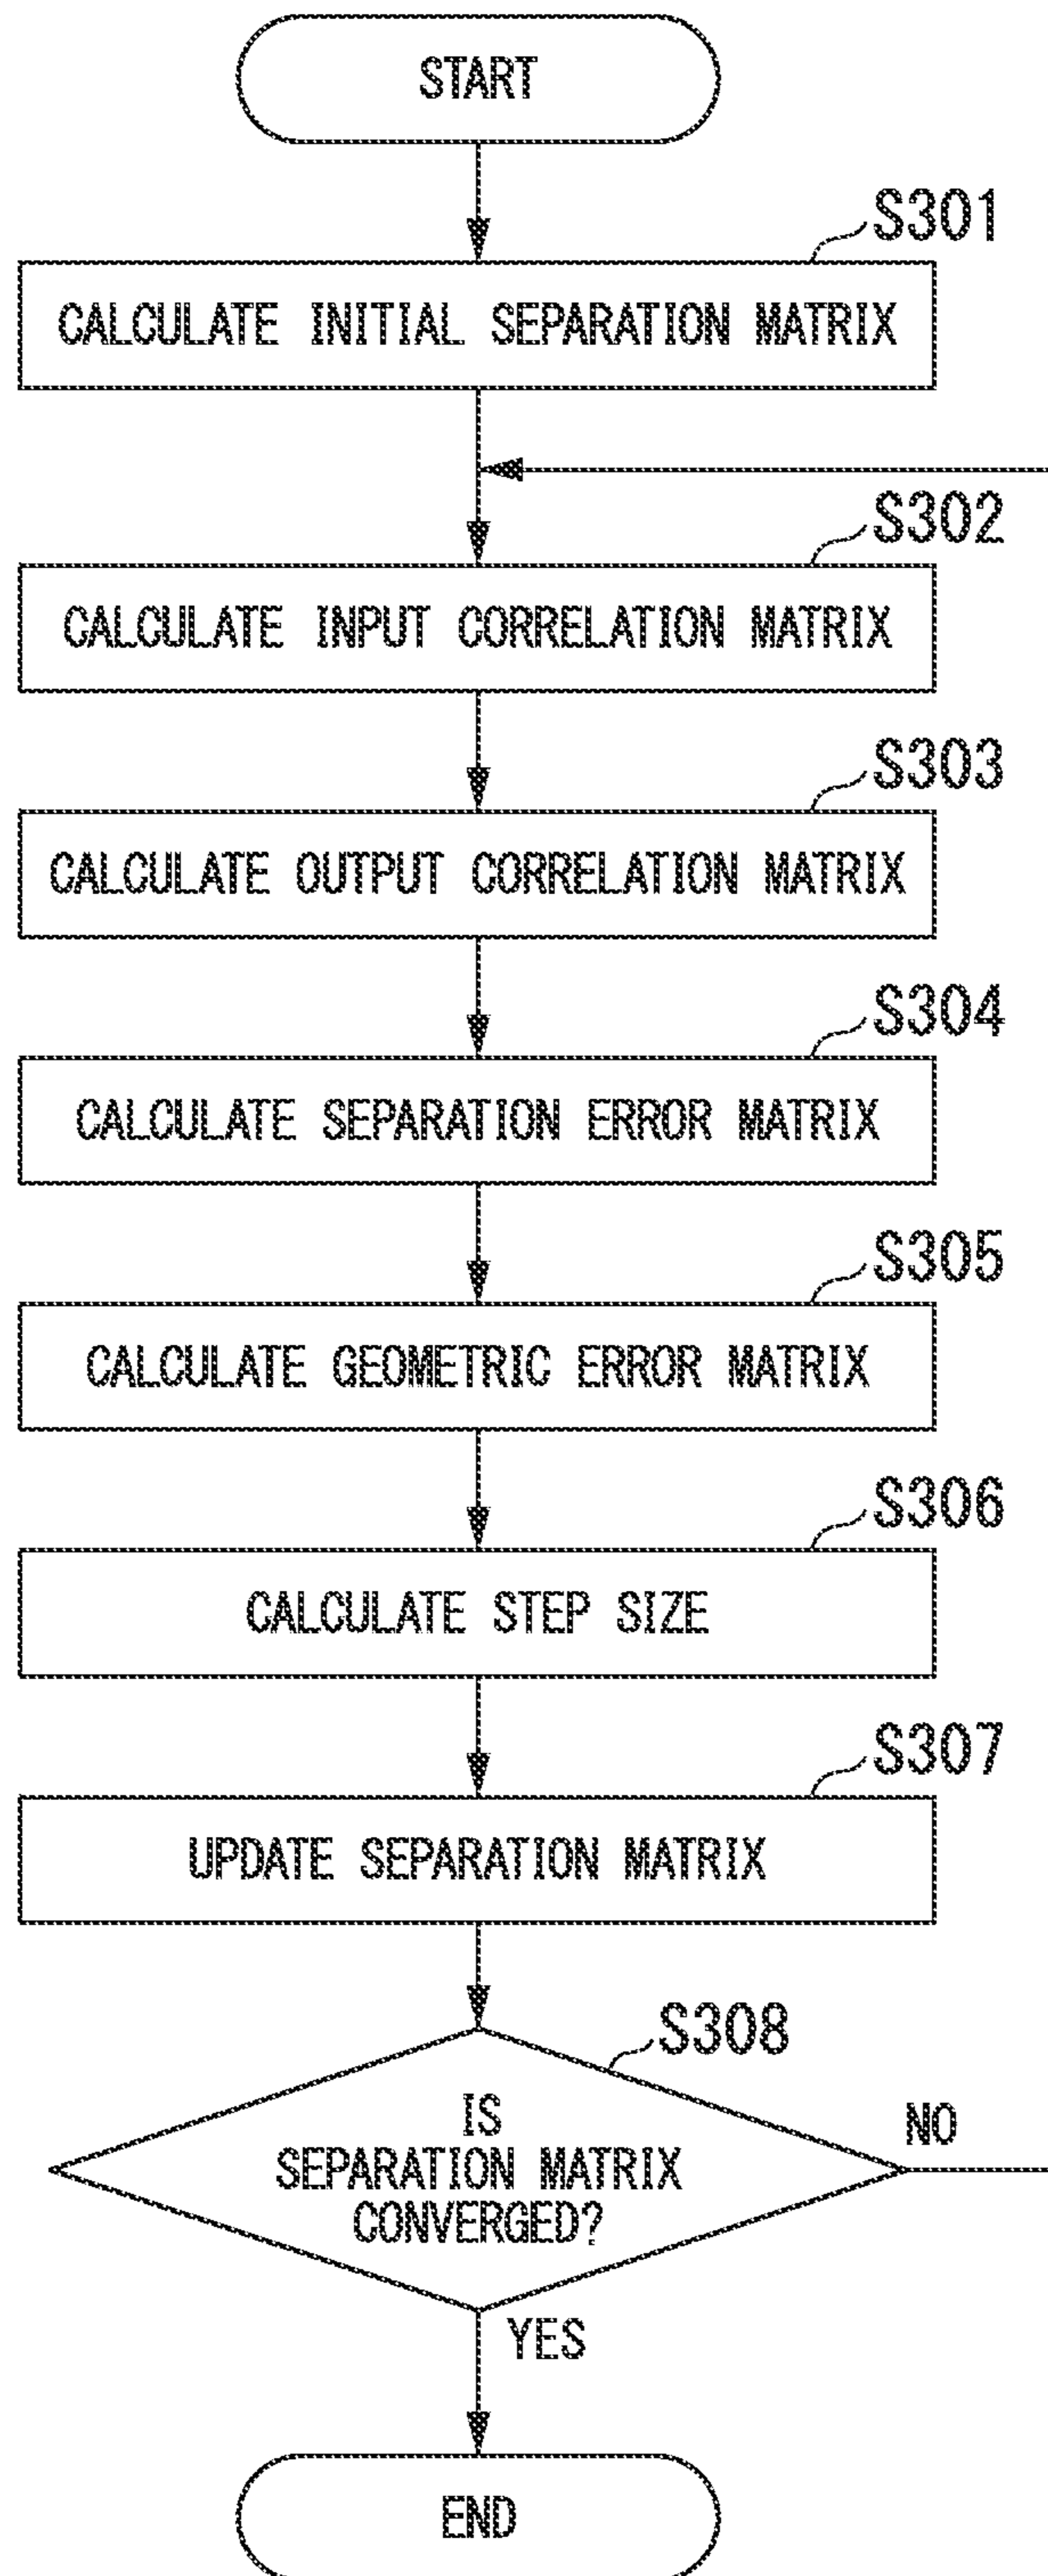 START
S301
CALCULATE INITIAL SEPARATION MATRIX
S302
CALCULATE INPUT CORRELATION MATRIX
S303
CALCULATE OUTPUT CORRELATION MATRIX
S304
CALCULATE SEPARATION ERROR MATRIX
S305
CALCULATE GEOMETRIC ERROR MATRIX
S306
CALCULATE STEP SIZE
S307
UPDATE SEPARATION MATRIX
S308
IS
SEPARATION MATRIX
CONVERGED?
NO
YES
END